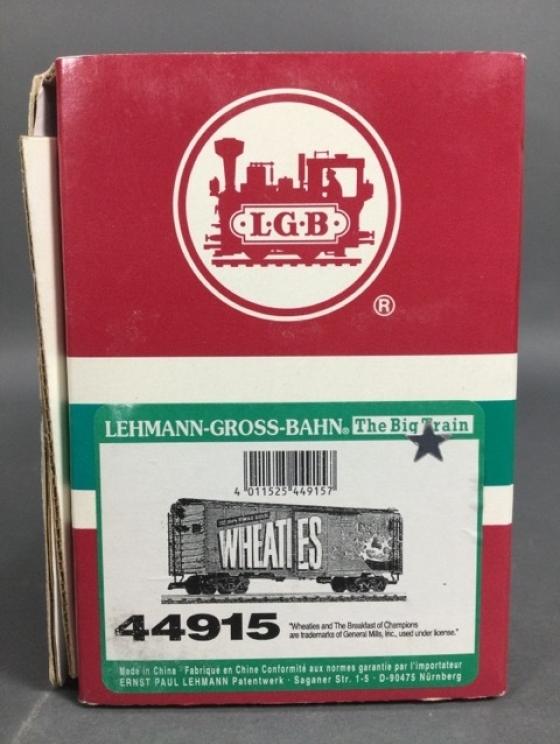 L·G·B
®
LEHMANN-GROSS-BAHN® The Big Train
4 011525 449157
WHEATIES
44915
"Wheaties and The Breakfast of Champions
are trademarks of General Mills, Inc., used under license."
Made in China · Fabriqué en Chine Conformité aux normes garantie par l'importateur
ERNST PAUL LEHMANN Patentwerk · Saganer Str. 1-5 · D-90475 Nürnberg